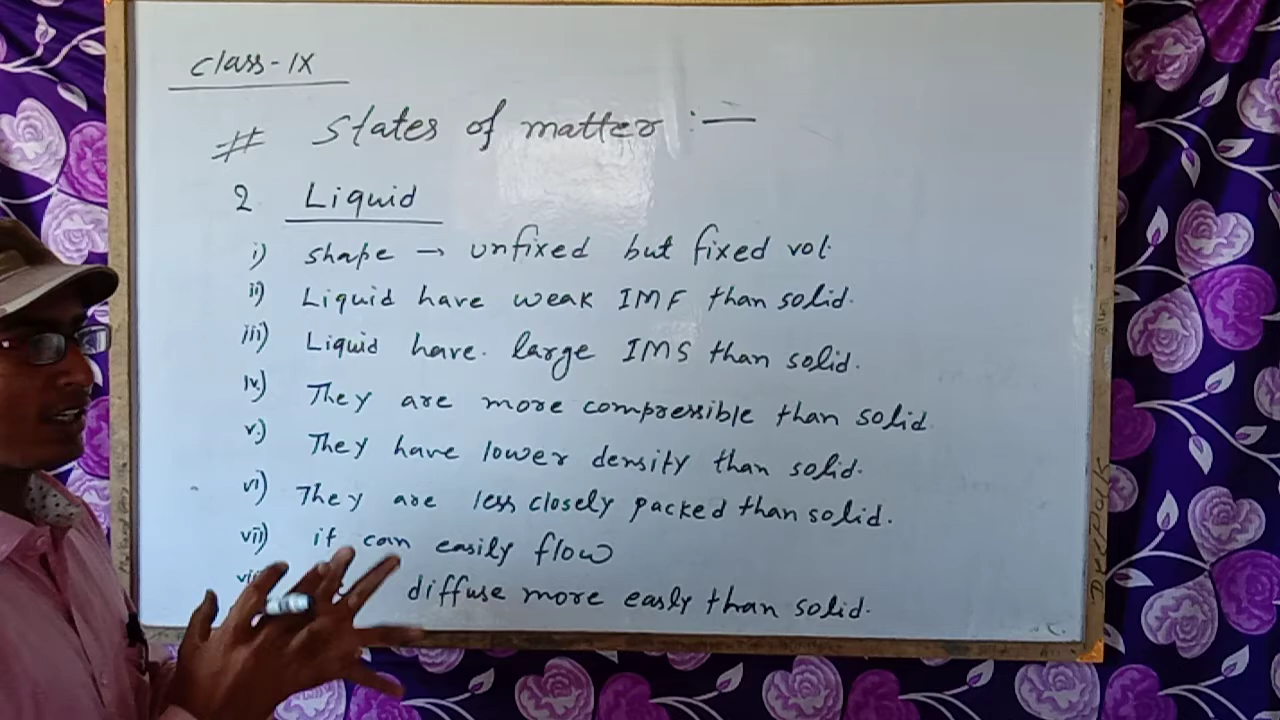 Class-IX
# States of matter :-
2 Liquid
i) shape → unfixed but fixed vol.
ii) Liquid have weak IMF than solid.
iii) Liquid have. large IMS than solid.
iv.) They are more compressible than solid.
v.) They have lower density than solid.
vi) They are less closely packed than solid.
vii) it can easily flow
diffuse more easly than solid.
DEEPAK